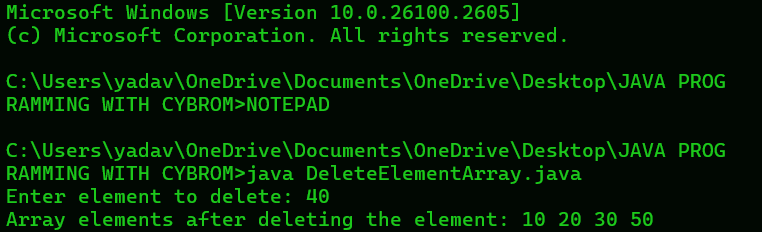 Microsoft Windows [Version 10.0.26100.2605]
(c) Microsoft Corporation. All rights reserved.
C:\Users\yadav\OneDrive\Documents\OneDrive\Desktop\JAVA PROG
RAMMING WITH CYBROM>NOTEPAD
C:\Users\yadav\OneDrive\Documents\OneDrive\Desktop\JAVA PROG
RAMMING WITH CYBROM>java DeleteElementArray.java
Enter element to delete: 40
Array elements after deleting the element: 10 20 30 50